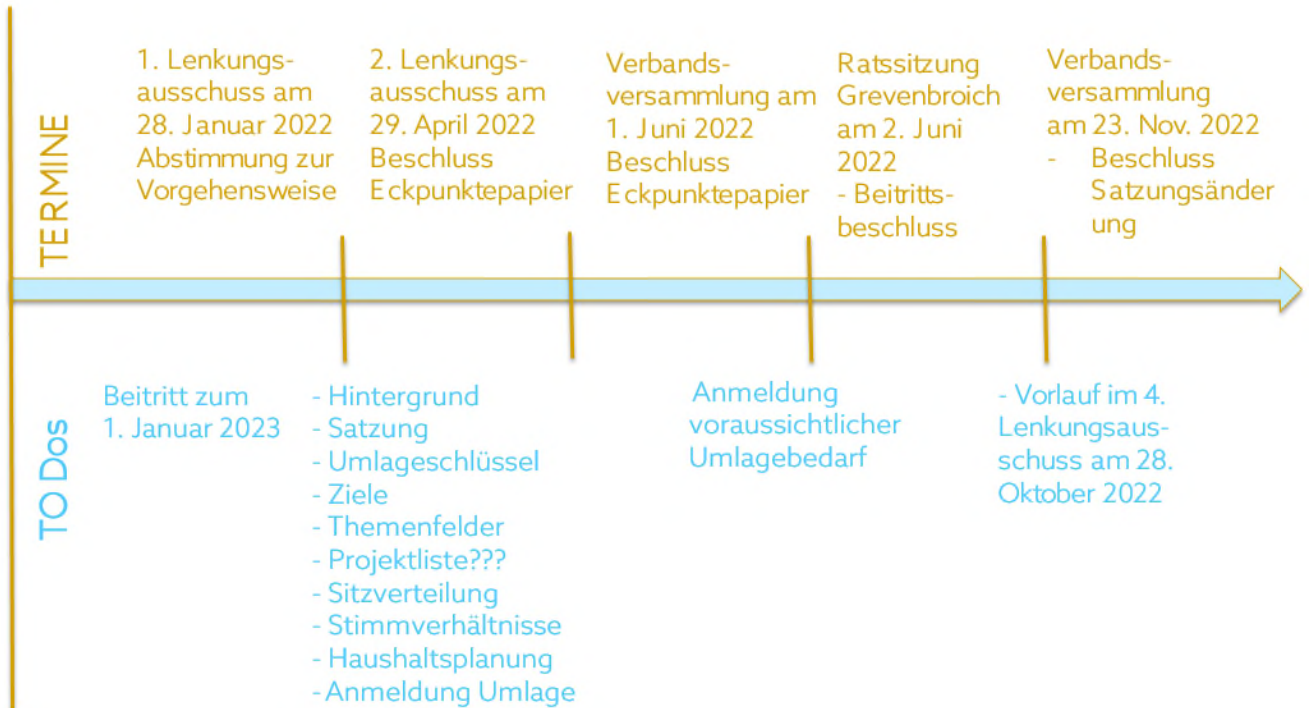 TERMINE
1. Lenkungs-
ausschuss am
28. Januar 2022
Abstimmung zur
Vorgehensweise
2. Lenkungs-
ausschuss am
29. April 2022
Beschluss
Eckpunktepapier
Verbands-
versammlung am
1. Juni 2022
Beschluss
Eckpunktepapier
Ratssitzung
Grevenbroich
am 2. Juni
2022
- Beitritts-
beschluss
Verbands-
versammlung
am 23. Nov. 2022
- Beschluss
Satzungsänder
ung
TO Dos
Beitritt zum
1. Januar 2023
- Hintergrund
- Satzung
- Umlageschlüssel
- Ziele
- Themenfelder
- Projektliste???
- Sitzverteilung
- Stimmverhältnisse
- Haushaltsplanung
- Anmeldung Umlage
Anmeldung
voraussichtlicher
Umlagebedarf
- Vorlauf im 4.
Lenkungsaus-
schuss am 28.
Oktober 2022